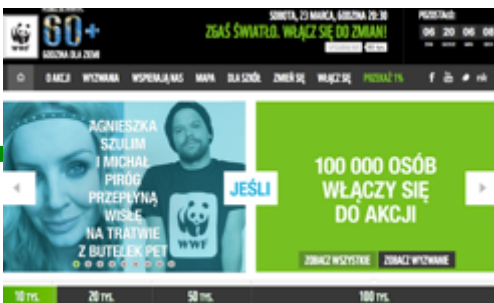 WWF
60+
GODZINA DLA ZIEMI
SOBOTA, 23 MARCA, GODZINA 20:30
ZGAŚ ŚWIATŁO. WŁĄCZ SIĘ DO ZMIAN!
POZOSTAŁO:
06 20 06 08
O AKCJI WYZWANIA WSPIERAJĄ NAS MAPA DLA SZKÓŁ ZMIEŃ SIĘ WŁĄCZ SIĘ PRZEKAŻ 1%
AGNIESZKA
SZULIM
I MICHAŁ
PIRÓG
PRZEPŁYNĄ
WISŁĘ
NA TRATWIE
Z BUTELEK PET
WWF
JEŚLI
100 000 OSÓB
WŁĄCZY SIĘ
DO AKCJI
ZOBACZ WSZYSTKIE ZOBACZ WYZWANIE
10 TYS. 20 TYS. 50 TYS. 100 TYS.